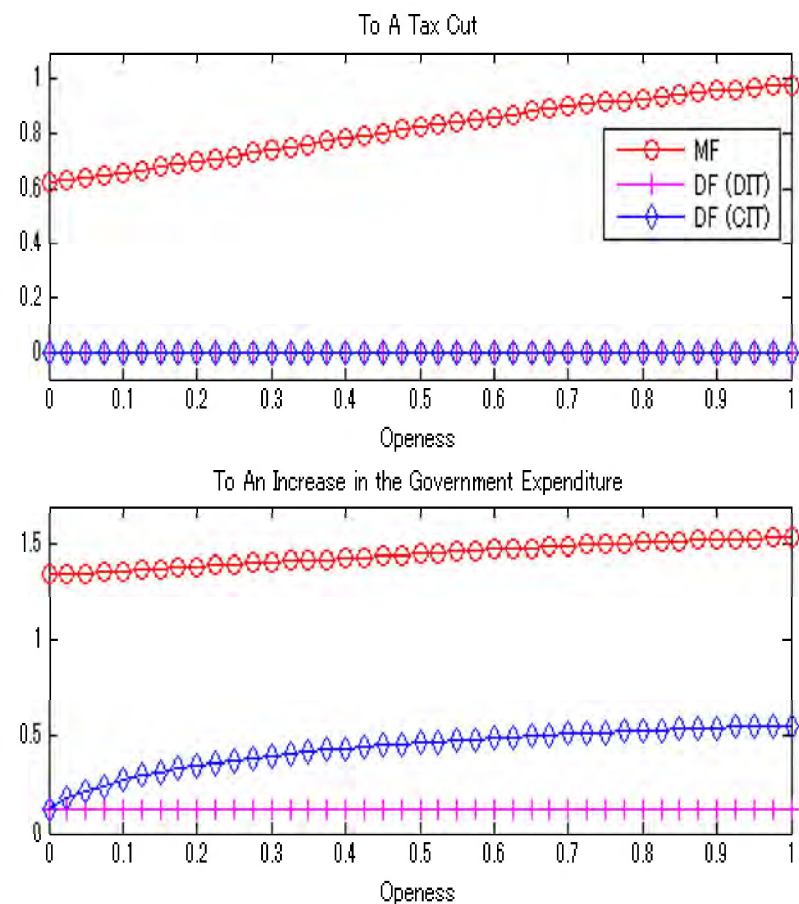 To A Tax Cut
1
0.8
0.6
0.4
0.2
0
MF
DF (DIT)
DF (CIT)
0 0.1 0.2 0.3 0.4 0.5 0.6 0.7 0.8 0.9 1
Openess
To An Increase in the Government Expenditure
1.5
1
0.5
0
0 0.1 0.2 0.3 0.4 0.5 0.6 0.7 0.8 0.9 1
Openess